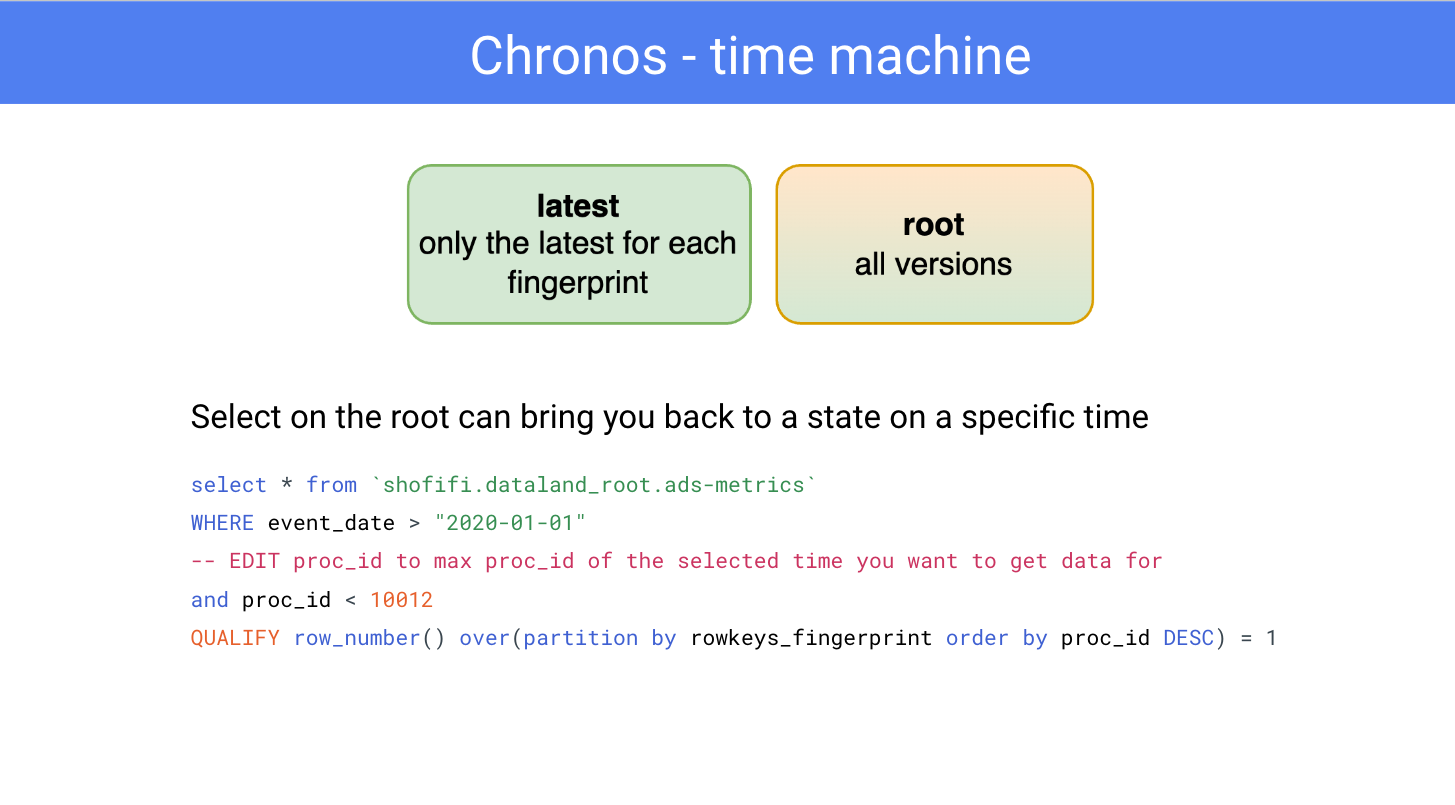 Chronos - time machine
latest
only the latest for each
fingerprint
root
all versions
Select on the root can bring you back to a state on a specific time
select * from `shofifi.dataland_root.ads-metrics`
WHERE event_date > "2020-01-01"
-- EDIT proc_id to max proc_id of the selected time you want to get data for
and proc_id < 10012
QUALIFY row_number() over(partition by rowkeys_fingerprint order by proc_id DESC) = 1